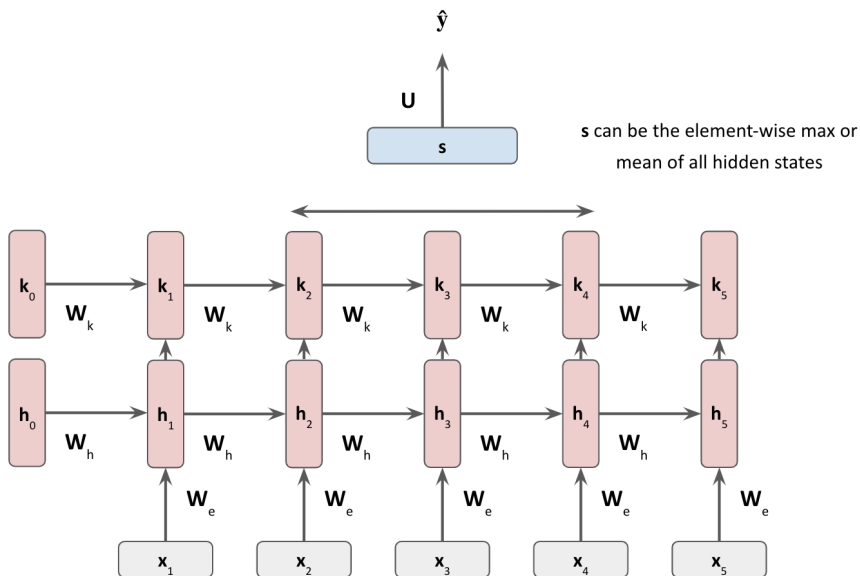 ŷ
U
s
s can be the element-wise max or
mean of all hidden states
k₀ k₁ k₂ k₃ k₄ k₅
Wₖ Wₖ Wₖ Wₖ Wₖ
h₀ h₁ h₂ h₃ h₄ h₅
Wₕ Wₕ Wₕ Wₕ Wₕ
Wₑ Wₑ Wₑ Wₑ Wₑ
x₁ x₂ x₃ x₄ x₅